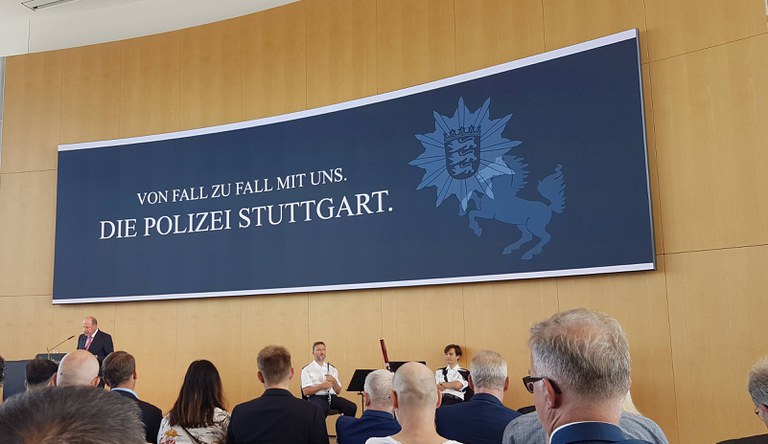 VON FALL ZU FALL MIT UNS.
DIE POLIZEI STUTTGART.